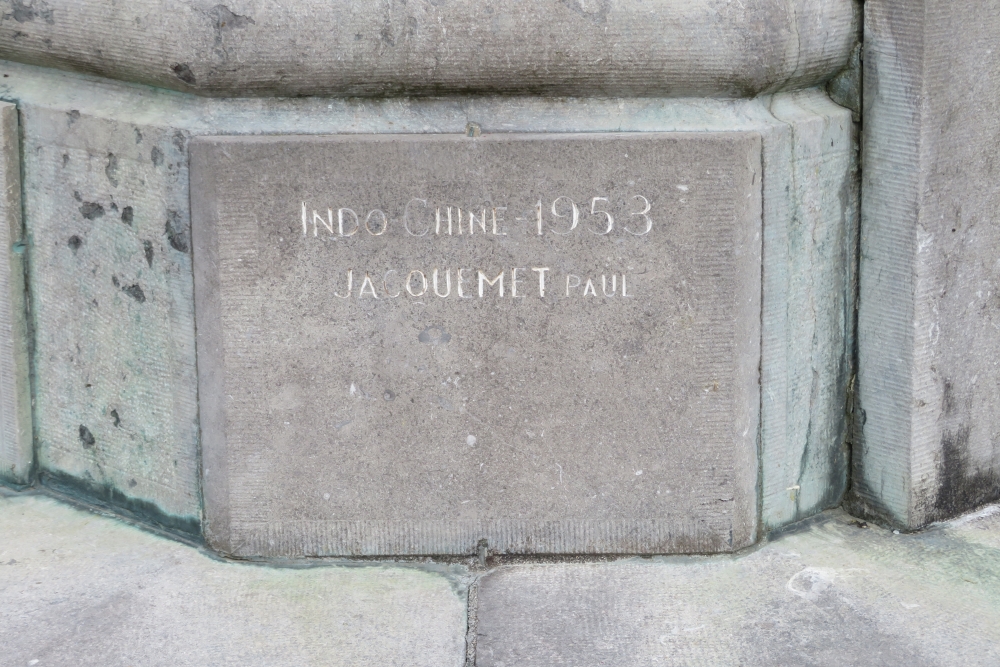 INDO-CHINE-1953
JACQUEMET PAUL